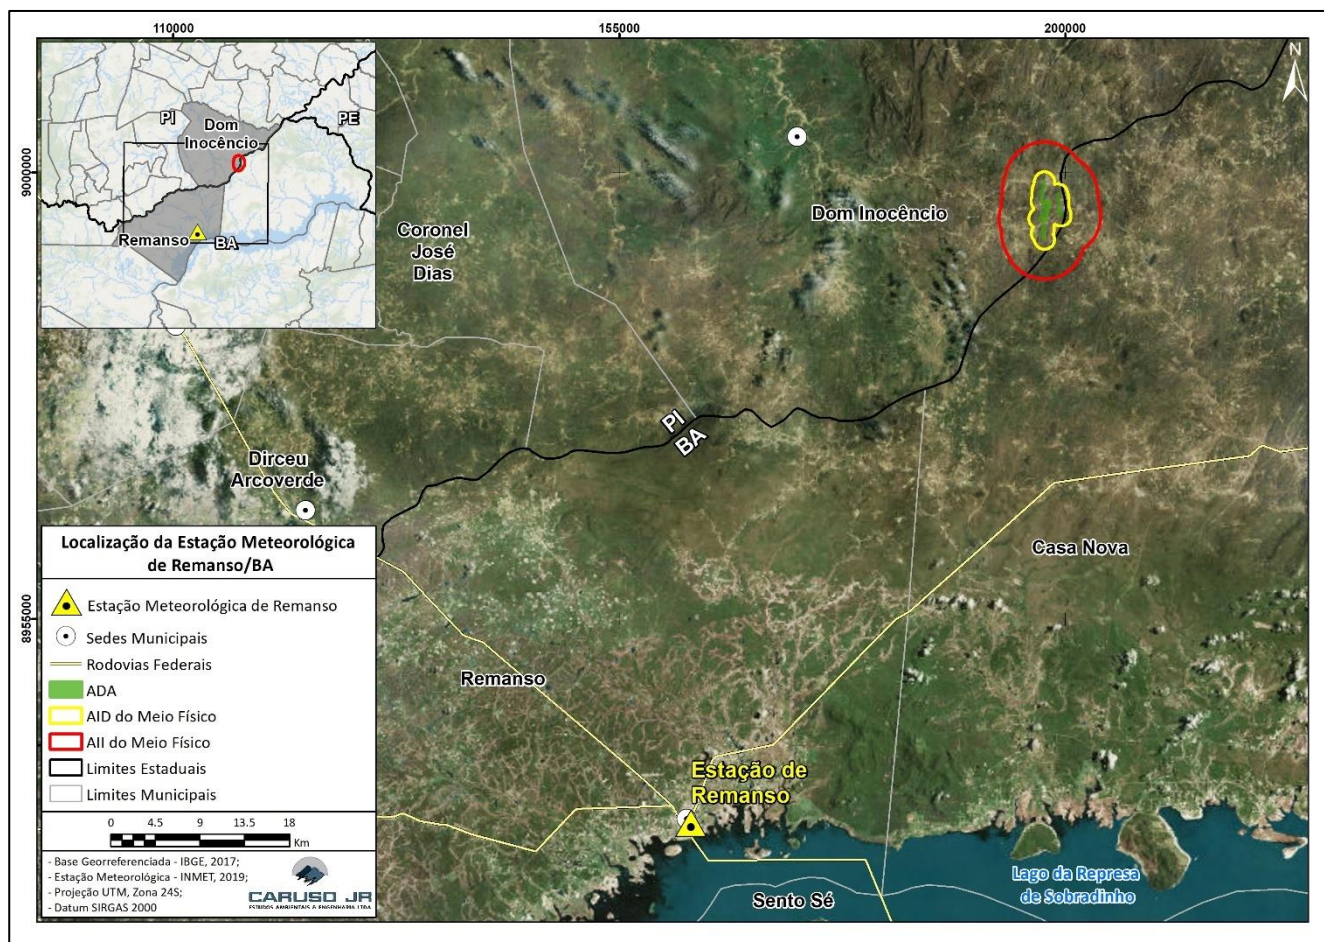 110000
155000
200000
N
PI
Dom
Inocêncio
PE
Remanso
BA
9000000
Dom Inocêncio
Coronel
José
Dias
PI
BA
Dirceu
Arcoverde
Casa Nova
Localização da Estação Meteorológica
de Remanso/BA
Estação Meteorológica de Remanso
Sedes Municipais
Rodovias Federais
ADA
AID do Meio Físico
AII do Meio Físico
Limites Estaduais
Limites Municipais
8955000
Remanso
Estação de
Remanso
0 4.5 9 13.5 18
Km
- Base Georreferenciada - IBGE, 2017;
- Estação Meteorológica - INMET, 2019;
- Projeção UTM, Zona 24S;
- Datum SIRGAS 2000
CARUSO JR
ESTUDOS AMBIENTAIS & ENGENHARIA LTDA
Lago da Represa
de Sobradinho
Sento Sé